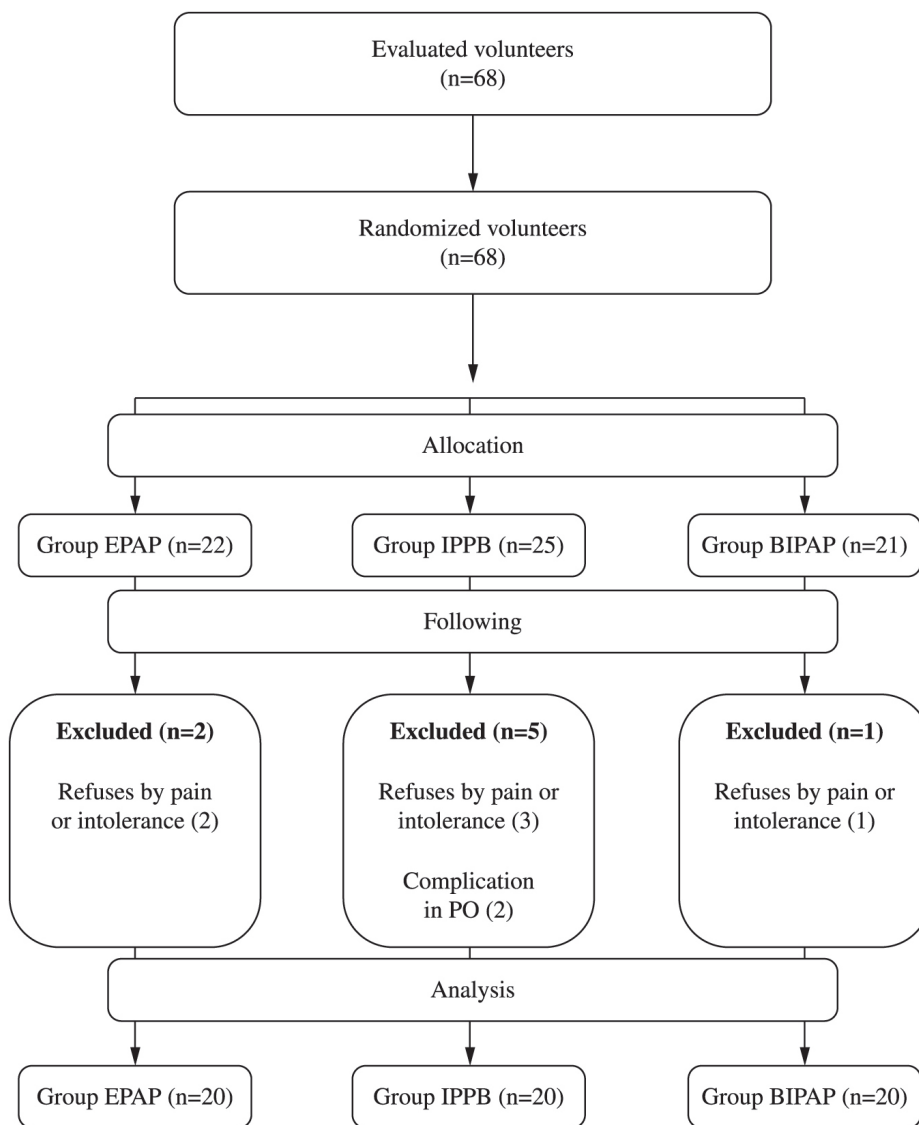 Evaluated volunteers
(n=68)
Randomized volunteers
(n=68)
Allocation
Group EPAP (n=22)
Group IPPB (n=25)
Group BIPAP (n=21)
Following
Excluded (n=2)
Refuses by pain
or intolerance (2)
Excluded (n=5)
Refuses by pain or
intolerance (3)
Complication
in PO (2)
Excluded (n=1)
Refuses by pain or
intolerance (1)
Analysis
Group EPAP (n=20)
Group IPPB (n=20)
Group BIPAP (n=20)